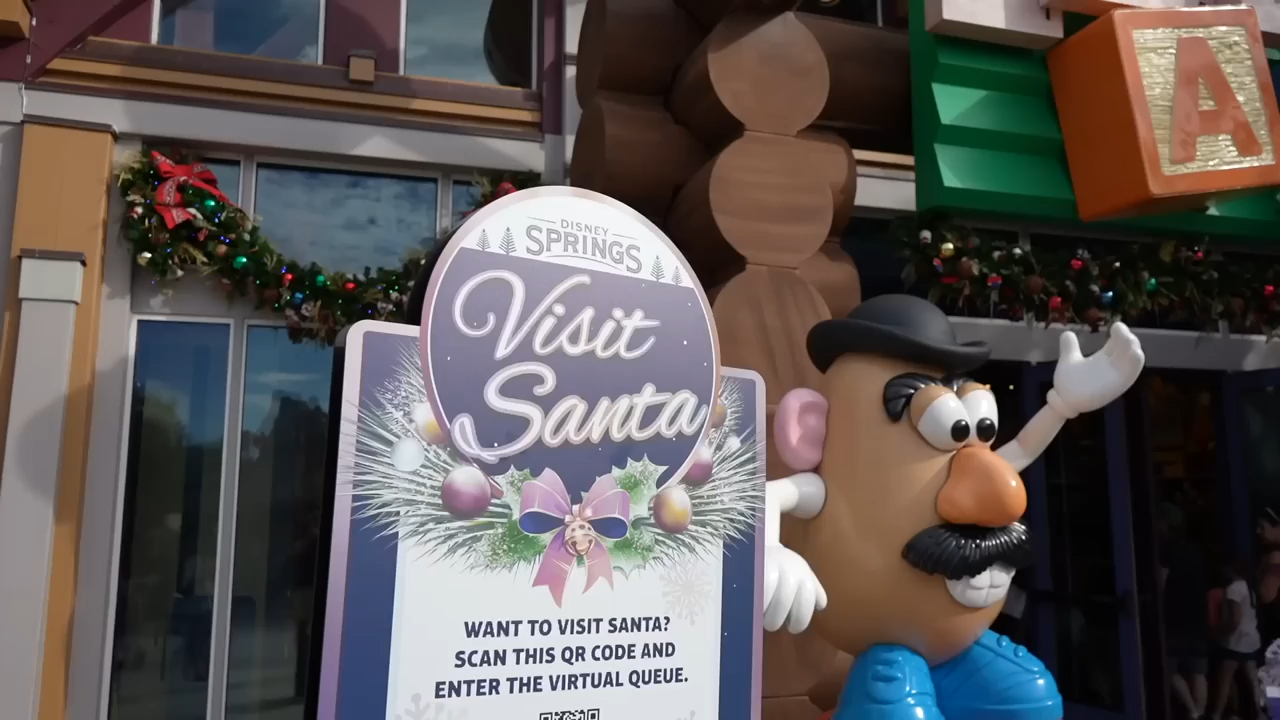 A
DISNEY
SPRINGS
Visit
Santa
WANT TO VISIT SANTA?
SCAN THIS QR CODE AND
ENTER THE VIRTUAL QUEUE.